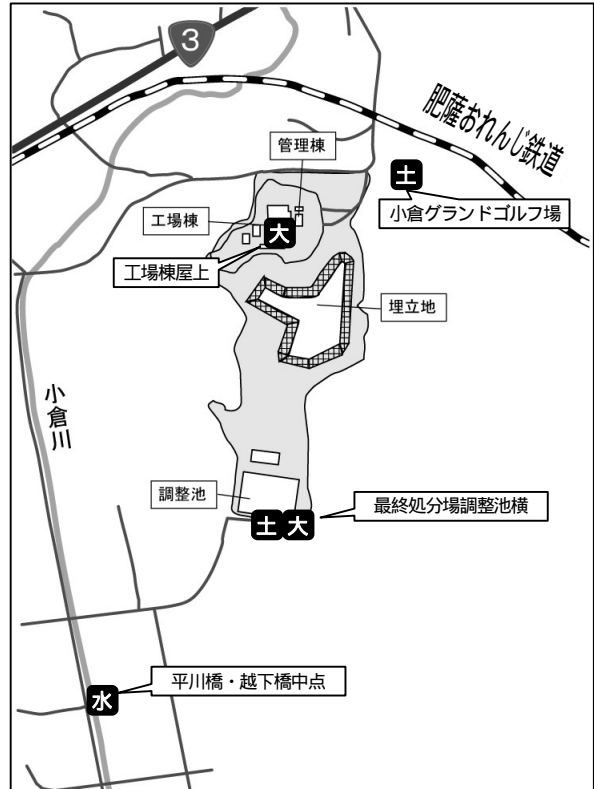 3
肥薩おれんじ鉄道
管理棟
土
小倉グランドゴルフ場
工場棟
大
工場棟屋上
埋立地
小倉川
調整池
土 大
最終処分場調整池横
平川橋・越下橋中点
水